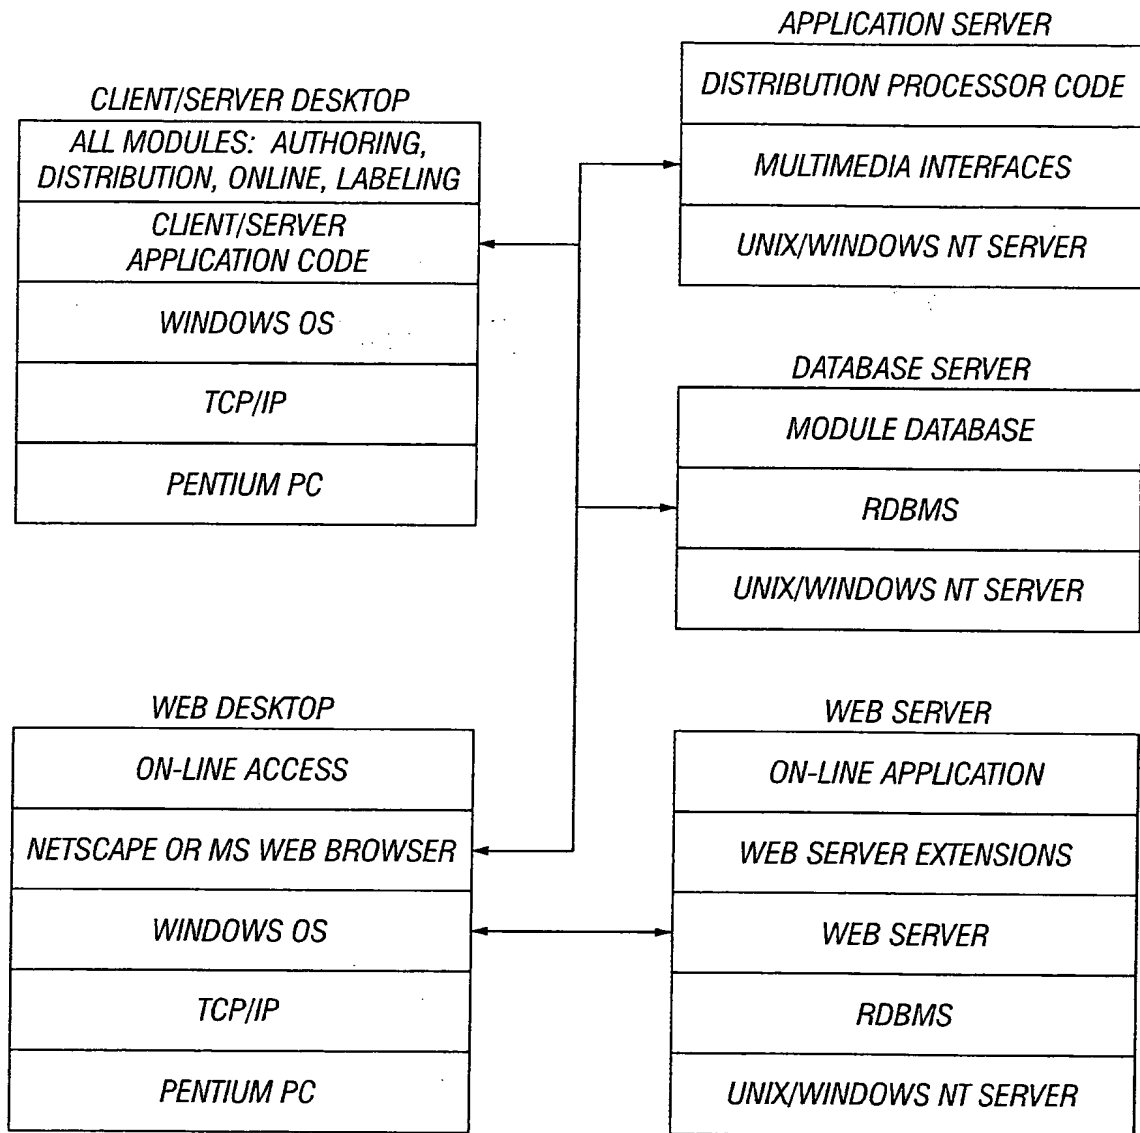 CLIENT/SERVER DESKTOP
ALL MODULES: AUTHORING,
DISTRIBUTION, ONLINE, LABELING
CLIENT/SERVER
APPLICATION CODE
WINDOWS OS
TCP/IP
PENTIUM PC
APPLICATION SERVER
DISTRIBUTION PROCESSOR CODE
MULTIMEDIA INTERFACES
UNIX/WINDOWS NT SERVER
DATABASE SERVER
MODULE DATABASE
RDBMS
UNIX/WINDOWS NT SERVER
WEB DESKTOP
ON-LINE ACCESS
NETSCAPE OR MS WEB BROWSER
WINDOWS OS
TCP/IP
PENTIUM PC
WEB SERVER
ON-LINE APPLICATION
WEB SERVER EXTENSIONS
WEB SERVER
RDBMS
UNIX/WINDOWS NT SERVER